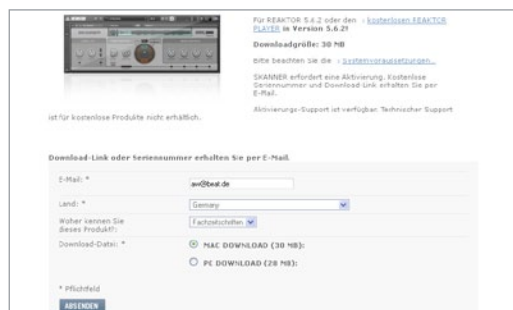 Für REAKTOR 5.6.2 oder den › kostenlosen REAKTOR
PLAYER in Version 5.6.2!
Downloadgröße: 30 MB
Bitte beachten Sie die › Systemvoraussetzungen...
SKANNER erfordert eine Aktivierung. Kostenlose
Seriennummer und Download Link erhalten Sie per
E-Mail.
Aktivierungs-Support ist verfügbar. Technischer Support
ist für kostenlose Produkte nicht erhältlich.
Download-Link oder Seriennummer erhalten Sie per E-Mail.
E-Mail: *
aw@beat.de
Land: *
Germany
Woher kennen Sie
dieses Produkt?:
Fachzeitschriften
Download-Datei: *
MAC DOWNLOAD (30 MB):
PC DOWNLOAD (28 MB):
* Pflichtfeld
ABSENDEN